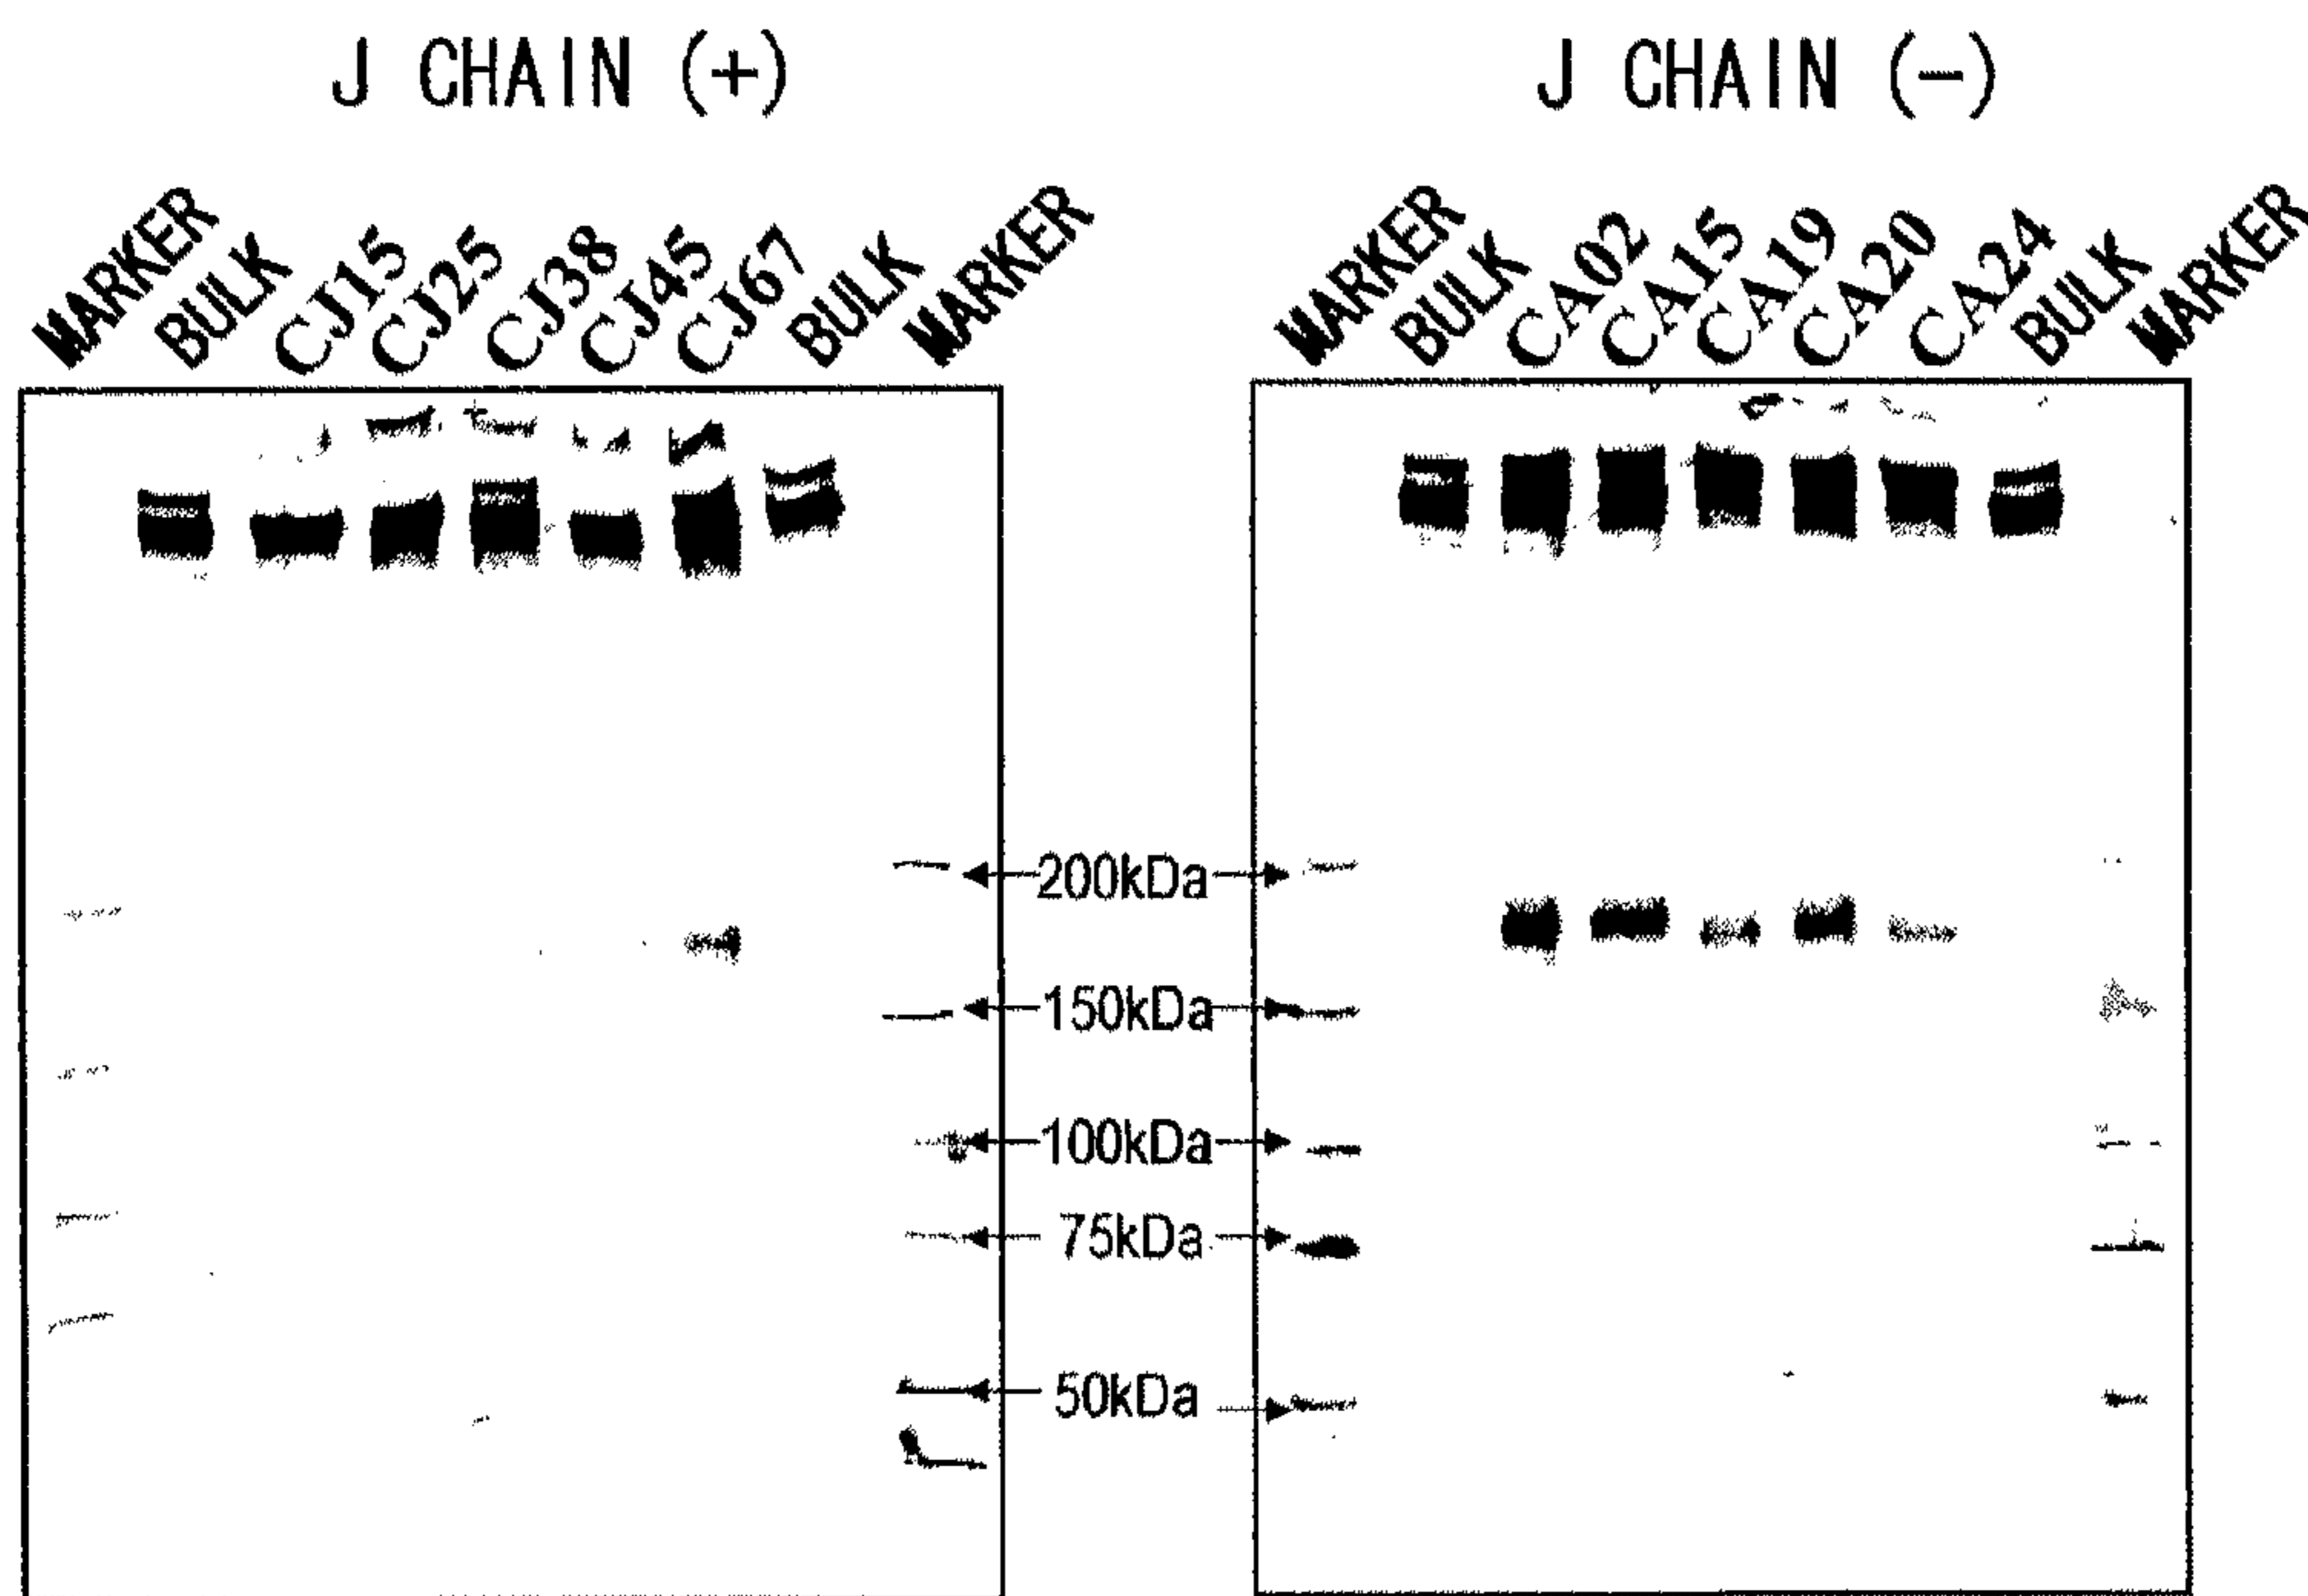 J CHAIN (+)
J CHAIN (-)
MARKER
BULK
CJ15
CJ25
CJ38
CJ45
CJ67
BULK
MARKER
MARKER
BULK
CA02
CA15
CA19
CA20
CA24
BULK
MARKER
200kDa
150kDa
100kDa
75kDa
50kDa